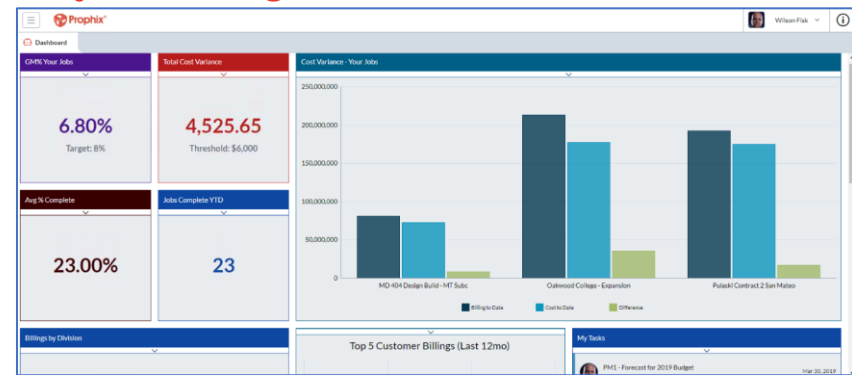 Prophix®
Wilson Fisk
Dashboard
GM% Your Jobs
6.80%
Target: 8%
Total Cost Variance
4,525.65
Threshold: $6,000
Cost Variance - Your Jobs
250,000,000
200,000,000
150,000,000
100,000,000
50,000,000
0
MD 404 Design Build - MT Subc
Oakwood College - Expansion
Pulaski Contract 2 San Mateo
Billing to Date
Cost to Date
Difference
Avg % Complete
23.00%
Jobs Complete YTD
23
Billings by Division
Top 5 Customer Billings (Last 12mo)
My Tasks
PM1 - Forecast for 2019 Budget
Mar 30, 2019